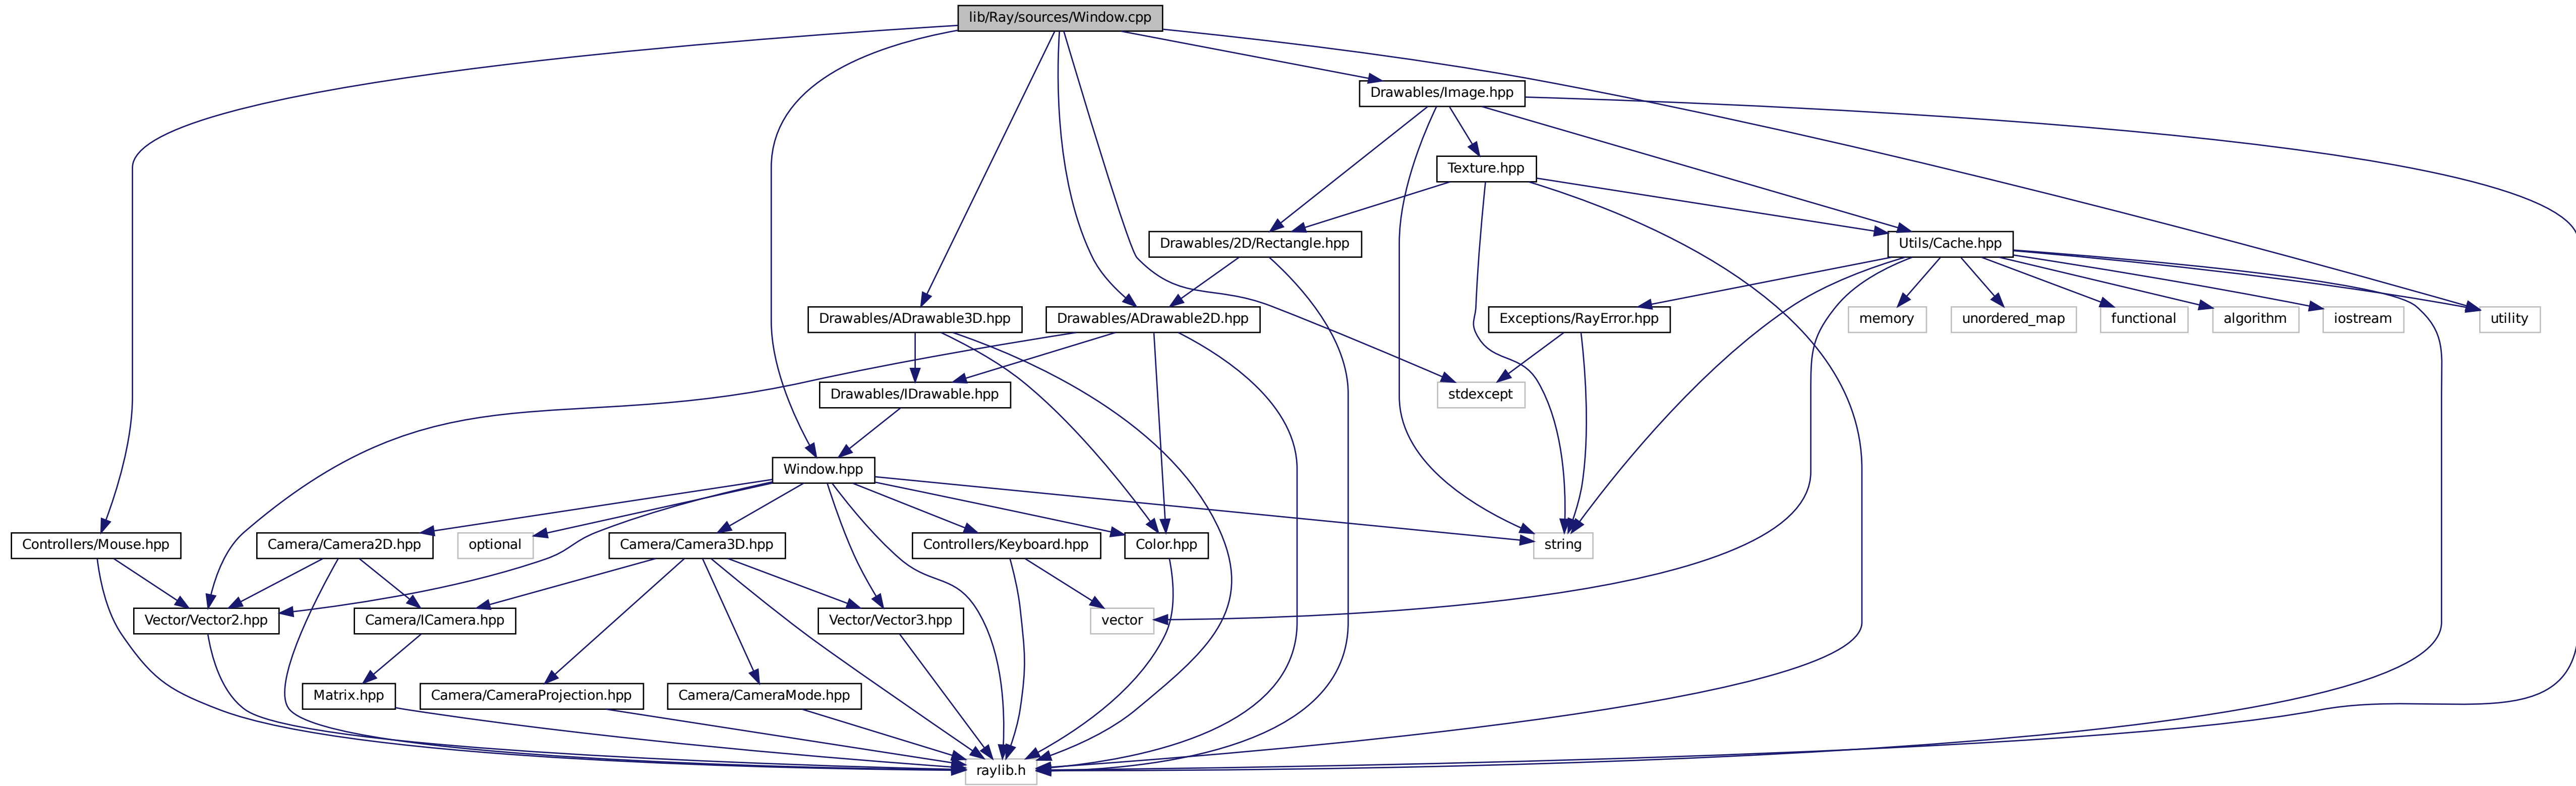 lib/Ray/sources/Window.cpp
Drawables/Image.hpp
Texture.hpp
Drawables/2D/Rectangle.hpp
Utils/Cache.hpp
Drawables/ADrawable3D.hpp
Drawables/ADrawable2D.hpp
Exceptions/RayError.hpp
memory
unordered_map
functional
algorithm
iostream
utility
Drawables/IDrawable.hpp
stdexcept
Window.hpp
Controllers/Mouse.hpp
Camera/Camera2D.hpp
optional
Camera/Camera3D.hpp
Controllers/Keyboard.hpp
Color.hpp
string
Vector/Vector2.hpp
Camera/ICamera.hpp
Vector/Vector3.hpp
vector
Matrix.hpp
Camera/CameraProjection.hpp
Camera/CameraMode.hpp
raylib.h